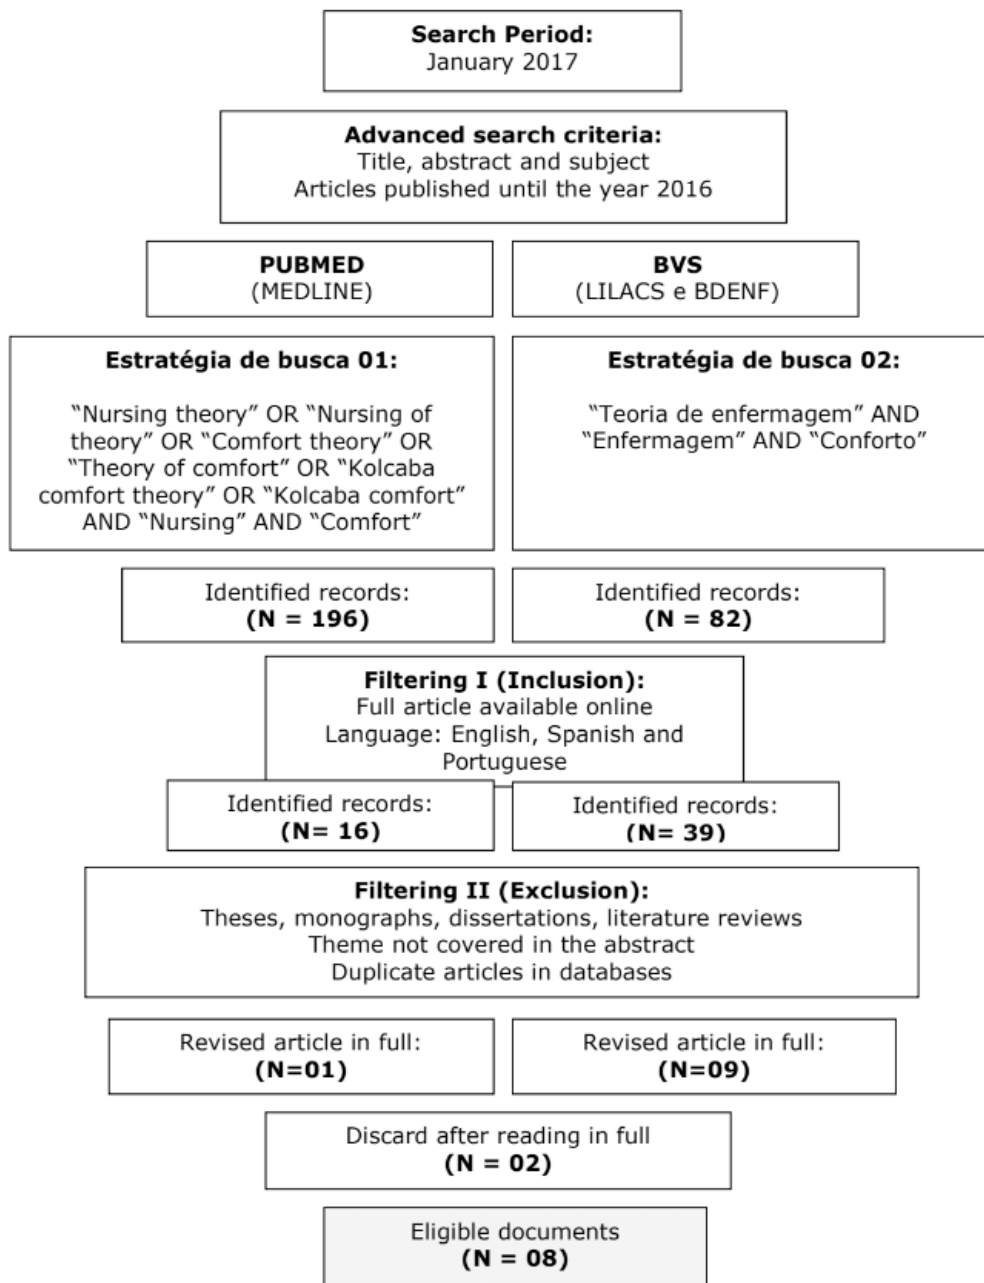 Search Period:
January 2017
Advanced search criteria:
Title, abstract and subject
Articles published until the year 2016
PUBMED
(MEDLINE)
BVS
(LILACS e BDENF)
Estratégia de busca 01:
“Nursing theory” OR “Nursing of
theory” OR “Comfort theory” OR
“Theory of comfort” OR “Kolcaba
comfort theory” OR “Kolcaba comfort”
AND “Nursing” AND “Comfort”
Estratégia de busca 02:
“Teoria de enfermagem” AND
“Enfermagem” AND “Conforto”
Identified records:
(N = 196)
Identified records:
(N = 82)
Filtering I (Inclusion):
Full article available online
Language: English, Spanish and
Portuguese
Identified records:
(N= 16)
Identified records:
(N= 39)
Filtering II (Exclusion):
Theses, monographs, dissertations, literature reviews
Theme not covered in the abstract
Duplicate articles in databases
Revised article in full:
(N=01)
Revised article in full:
(N=09)
Discard after reading in full
(N = 02)
Eligible documents
(N = 08)